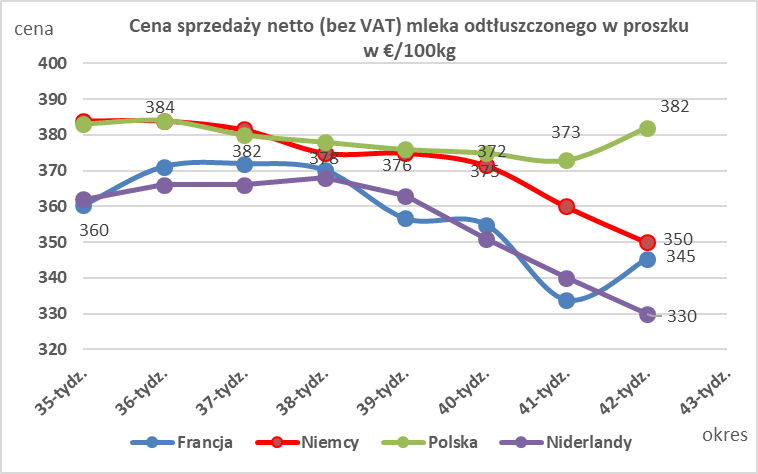 cena
Cena sprzedaży netto (bez VAT) mleka odtłuszczonego w proszku
w €/100kg
400
390
380
370
360
350
340
330
320
384
382
378
376
372
375
373
382
360
350
345
330
35-tydz.
36-tydz.
37-tydz.
38-tydz.
39-tydz.
40-tydz.
41-tydz.
42-tydz.
43-tydz.
okres
Francja
Niemcy
Polska
Niderlandy